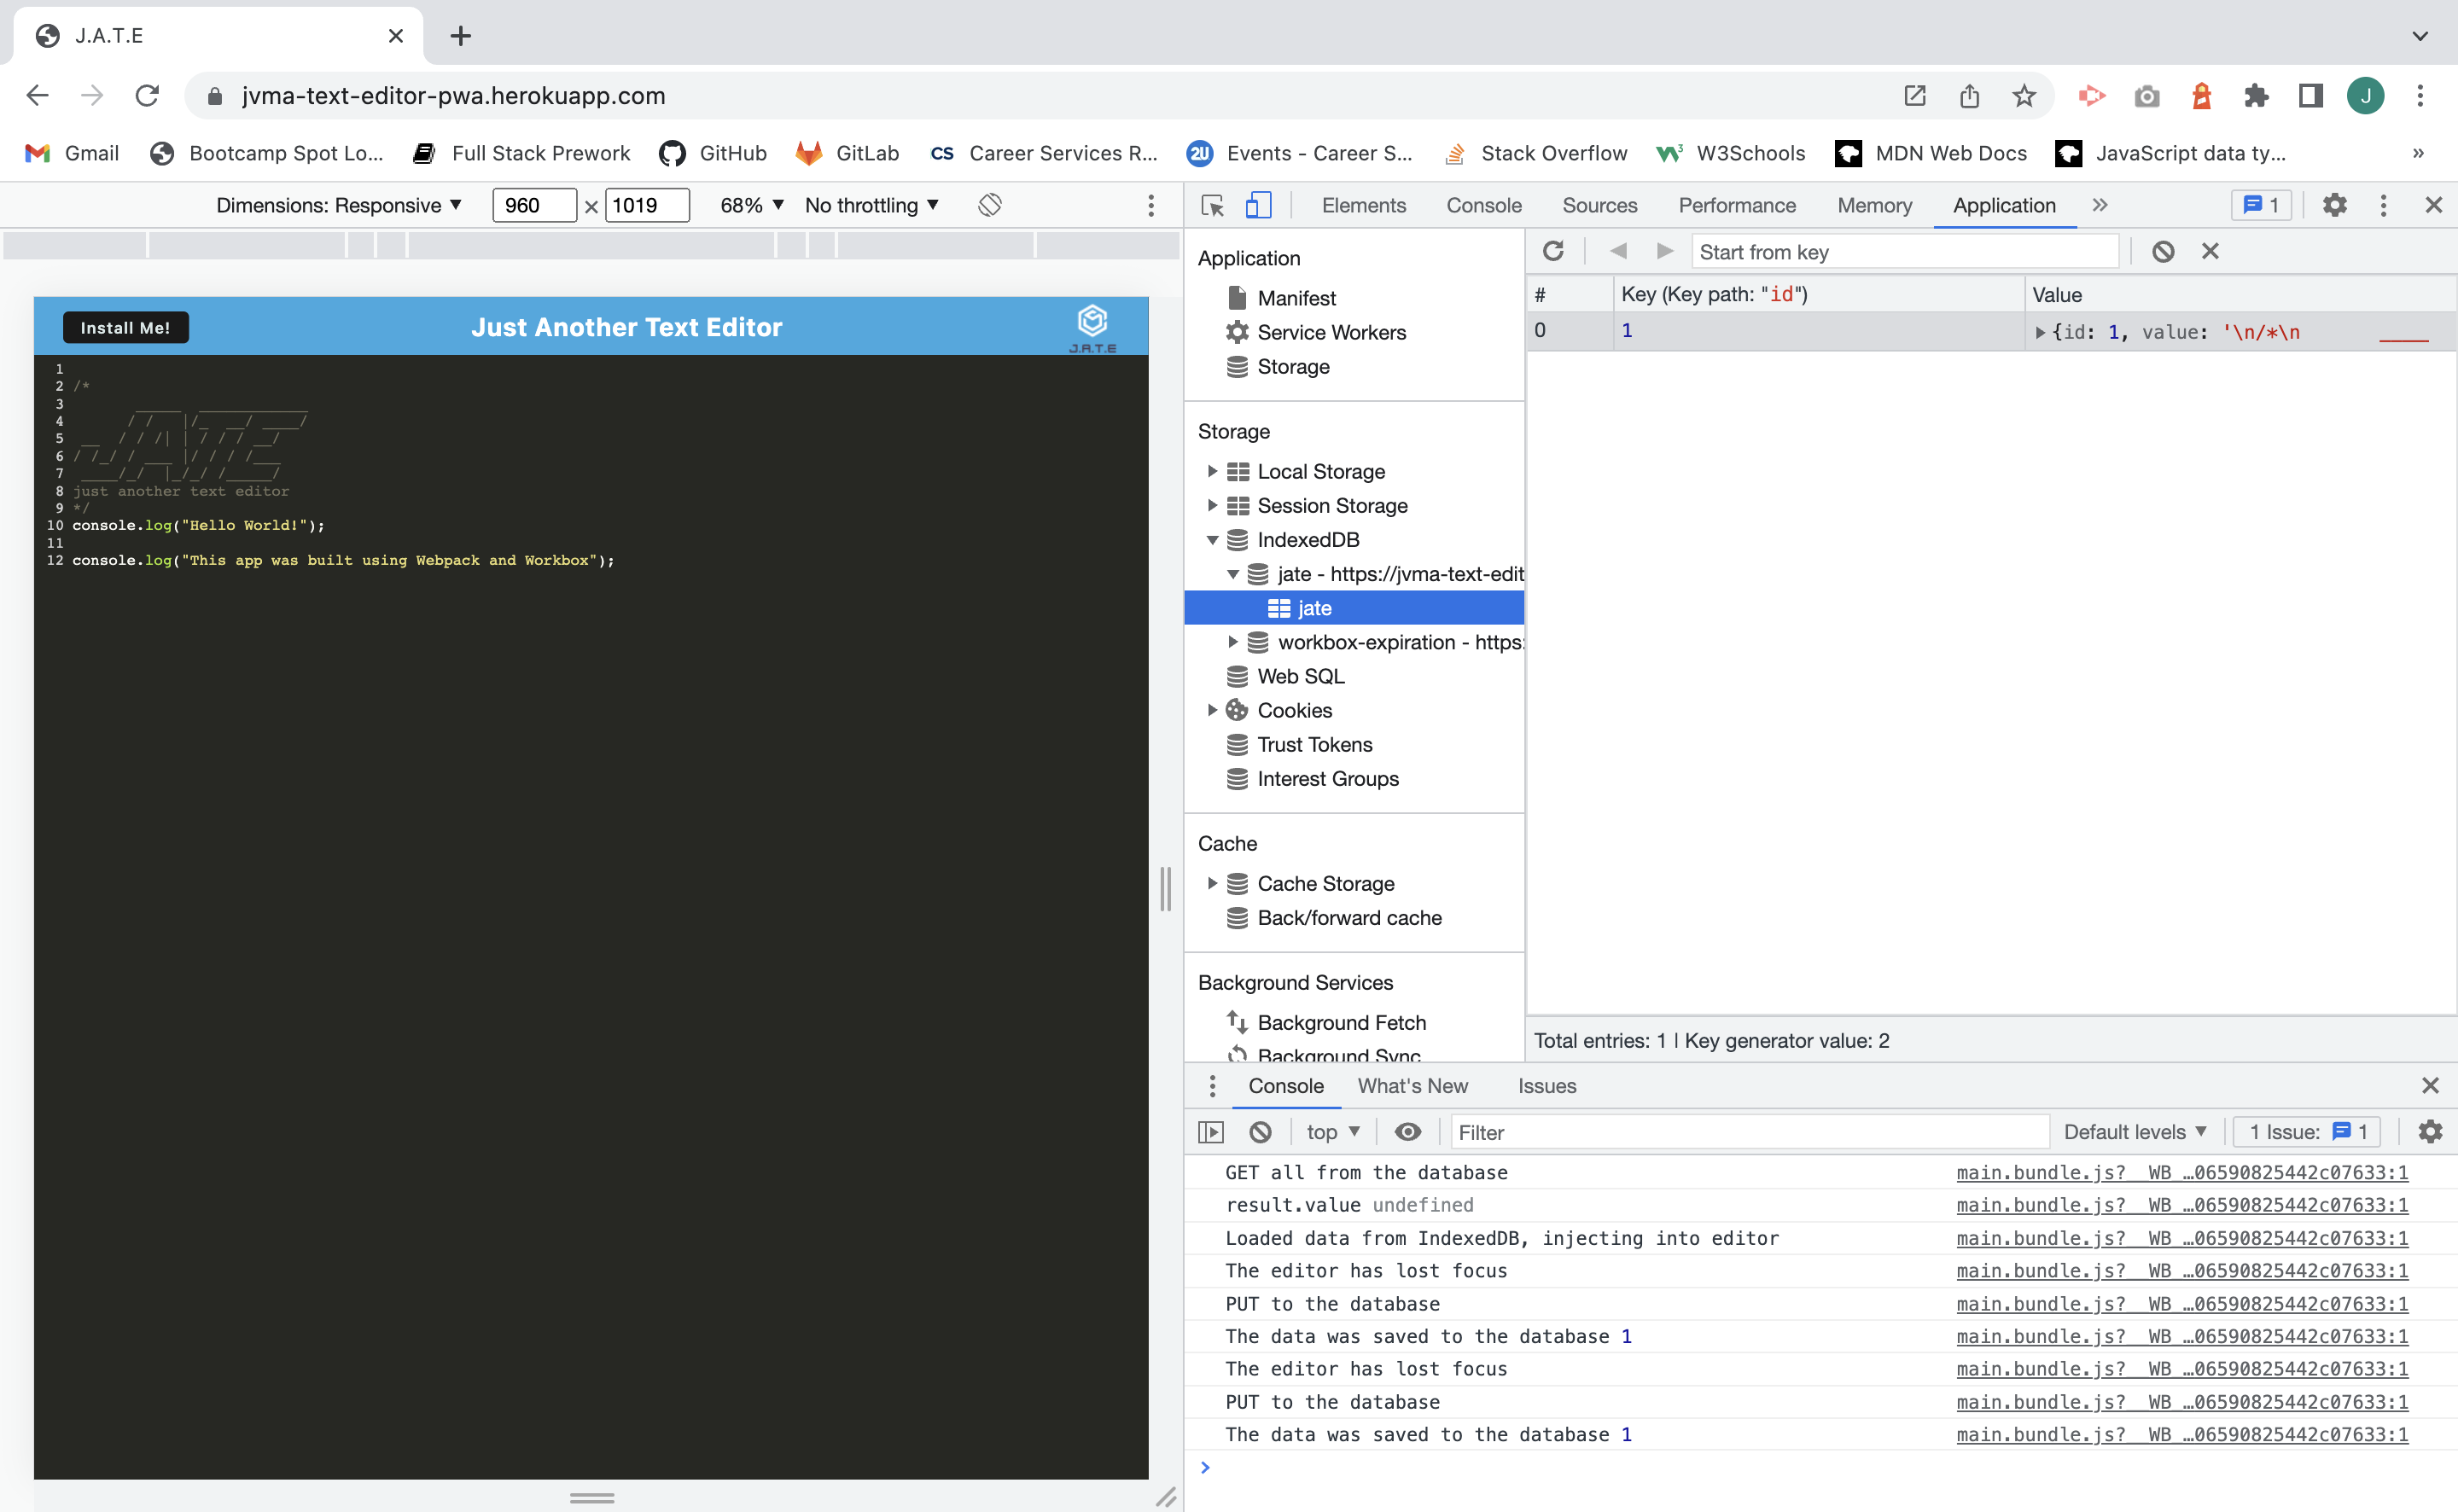 J.A.T.E
jvma-text-editor-pwa.herokuapp.com
J
Gmail
Bootcamp Spot Lo...
Full Stack Prework
GitHub
GitLab
CS Career Services R...
2U Events - Career S...
Stack Overflow
W3Schools
MDN Web Docs
JavaScript data ty...
»
Dimensions: Responsive
960 × 1019
68%
No throttling
Install Me!
Just Another Text Editor
J.A.T.E
1
2 /*
3       _____  ____________
4      / /   |/_  __/ ____/
5 __  / / /| | / / / __/
6 / /_/ / ___ |/ / / /___
7 ____/_/  |_/_/ /_____/
8 just another text editor
9 */
10 console.log("Hello World!");
11
12 console.log("This app was built using Webpack and Workbox");
Elements
Console
Sources
Performance
Memory
Application
»
1
Application
Manifest
Service Workers
Storage
Storage
Local Storage
Session Storage
IndexedDB
jate - https://jvma-text-edit
jate
workbox-expiration - https:
Web SQL
Cookies
Trust Tokens
Interest Groups
Cache
Cache Storage
Back/forward cache
Background Services
Background Fetch
Background Sync
Start from key
# Key (Key path: "id") Value
0 1 {id: 1, value: '\n/*\n _____
Total entries: 1 | Key generator value: 2
Console
What's New
Issues
top
Filter
Default levels
1 Issue: 1
GET all from the database main.bundle.js?__WB_…06590825442c07633:1
result.value undefined main.bundle.js?__WB_…06590825442c07633:1
Loaded data from IndexedDB, injecting into editor main.bundle.js?__WB_…06590825442c07633:1
The editor has lost focus main.bundle.js?__WB_…06590825442c07633:1
PUT to the database main.bundle.js?__WB_…06590825442c07633:1
The data was saved to the database 1 main.bundle.js?__WB_…06590825442c07633:1
The editor has lost focus main.bundle.js?__WB_…06590825442c07633:1
PUT to the database main.bundle.js?__WB_…06590825442c07633:1
The data was saved to the database 1 main.bundle.js?__WB_…06590825442c07633:1